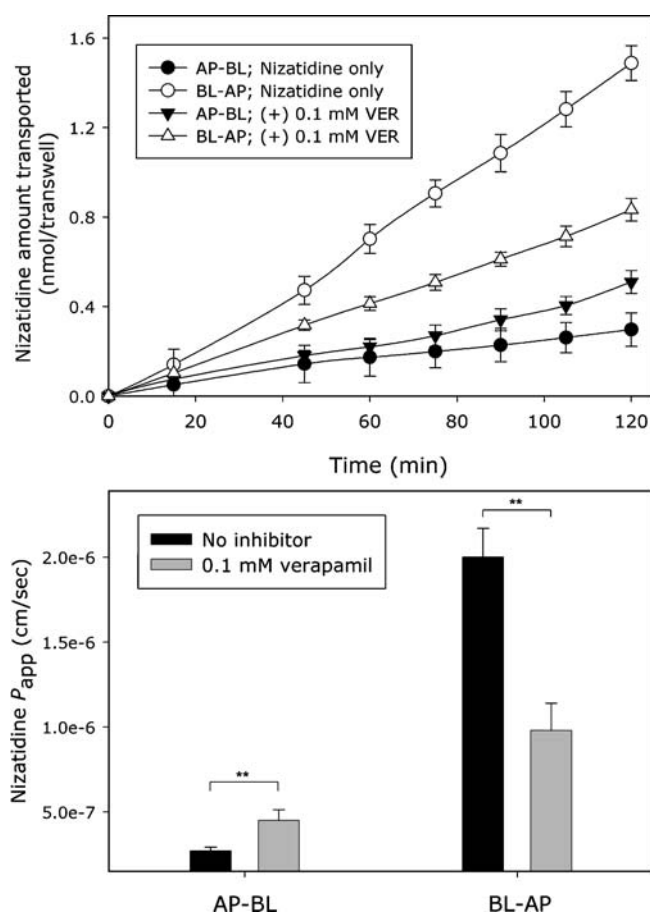 Nizatidine amount transported
(nmol/transwell)
1.6
1.2
0.8
0.4
0.0
AP-BL; Nizatidine only
BL-AP; Nizatidine only
AP-BL; (+) 0.1 mM VER
BL-AP; (+) 0.1 mM VER
0 20 40 60 80 100 120
Time (min)
Nizatidine Papp (cm/sec)
2.0e-6
1.5e-6
1.0e-6
5.0e-7
No inhibitor
0.1 mM verapamil
**
**
AP-BL BL-AP